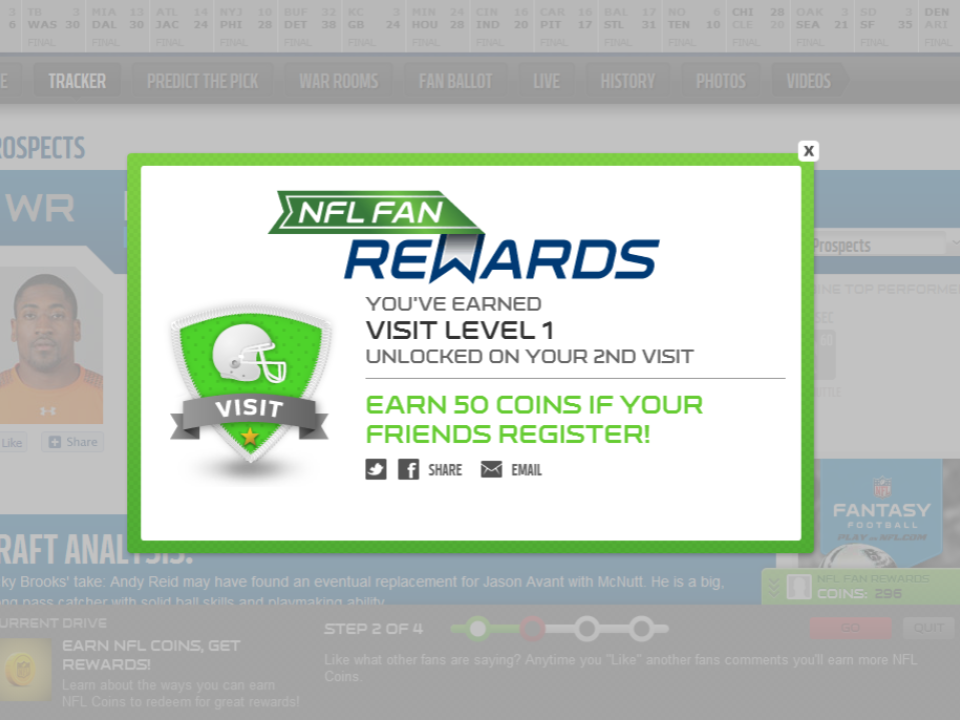 3 TB 3 MIA 13 ATL 14 NYJ 10 BUF 32 KC 3 MIN 24 CIN 16 CAR 16 BAL 17 NO 6 CHI 28 OAK 3 SD 3 DEN
6 WAS 30 DAL 30 JAC 24 PHI 28 DET 38 GB 24 HOU 28 IND 20 PIT 17 STL 31 TEN 10 CLE 20 SEA 21 SF 35 ARI
FINAL FINAL FINAL FINAL FINAL FINAL FINAL FINAL FINAL FINAL FINAL FINAL FINAL FINAL FINAL
E TRACKER PREDICT THE PICK WAR ROOMS FAN BALLOT LIVE HISTORY PHOTOS VIDEOS
ROSPECTS
WR
Prospects
INE TOP PERFORME
X
NFL FAN
REWARDS
YOU'VE EARNED
VISIT LEVEL 1
UNLOCKED ON YOUR 2ND VISIT
VISIT
EARN 50 COINS IF YOUR
FRIENDS REGISTER!
SHARE EMAIL
Like Share
NFL
FANTASY
FOOTBALL
PLAY on NFL.COM
RAFT ANALYSIS:
ky Brooks' take: Andy Reid may have found an eventual replacement for Jason Avant with McNutt. He is a big,
ong pass catcher with solid ball skills and playmaking ability
NFL FAN REWARDS
COINS: 296
URRENT DRIVE
EARN NFL COINS, GET
REWARDS!
Learn about the ways you can earn
NFL Coins to redeem for great rewards!
STEP 2 OF 4
GO QUIT
Like what other fans are saying? Anytime you "Like" another fans comments you'll earn more NFL
Coins.